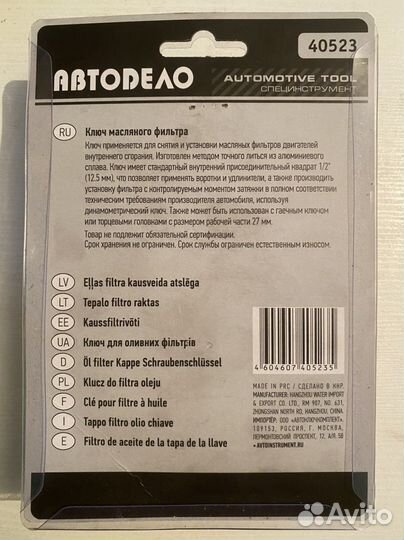 40523
АВТОDЕЛО
AUTOMOTIVE TOOL
СПЕЦИНСТРУМЕНТ
RU Ключ масляного фильтра
Ключ применяется для снятия и установки масляных фильтров двигателей
внутреннего сгорания. Изготовлен методом точного литья из алюминиевого
сплава. Ключ имеет стандартный внутренний присоединительный квадрат 1/2"
(12.5 мм), что позволяет применять воротки и удлинители, а также производить
установку фильтра с контролируемым моментом затяжки в полном соответствии
с техническим требованиям производителя автомобиля, используя
динамометрический ключ. Также может быть использован с гаечным ключом
или торцевыми головками с размером рабочей части 27 мм.
Товар не подлежит обязательной сертификации.
Срок хранения не ограничен. Срок службы ограничен естественным износом.
LV Eļļas filtra kausveida atslēga
LT Tepalo filtro raktas
EE Kaussfiltrivõti
UA Ключ для оливних фільтрів
D Öl filter Kappe Schraubenschlüssel
PL Klucz do filtra oleju
F Clé pour filtre à huile
I Tappo filtro olio chiave
E Filtro de aceite de la tapa de la llave
4 604607 405235
MADE IN PRC / СДЕЛАНО В КНР.
MANUFACTURER: HANGZHOU WATER IMPORT
& EXPORT CO. LTD., RM 907, NO. 631,
ZHONGSHAN NORTH RD, HANGZHOU, CHINA.
ИМПОРТЁР: ООО «АВТОКЛЮЧКОМПЛЕКТ»,
109153, РОССИЯ, Г. МОСКВА,
ЛЕРМОНТОВСКИЙ ПРОСПЕКТ, 12, А/Я 58
AVTOINSTRUMENT.RU
Avito